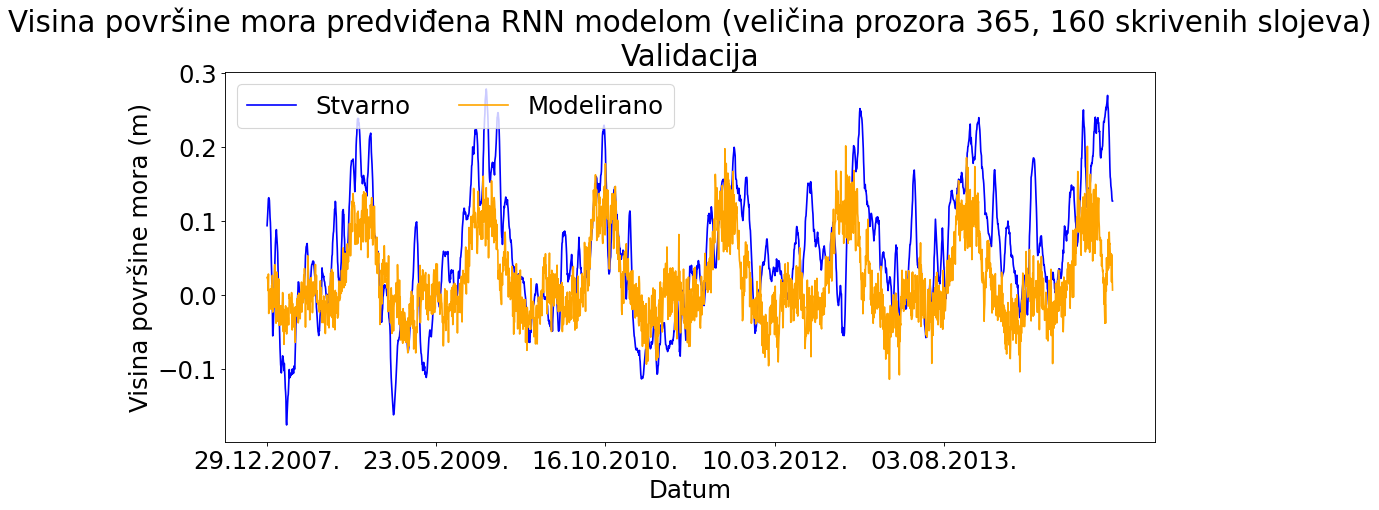 Visina površine mora predviđena RNN modelom (veličina prozora 365, 160 skrivenih slojeva)
Validacija
Stvarno Modelirano
Visina površine mora (m)
0.3
0.2
0.1
0.0
−0.1
29.12.2007. 23.05.2009. 16.10.2010. 10.03.2012. 03.08.2013.
Datum